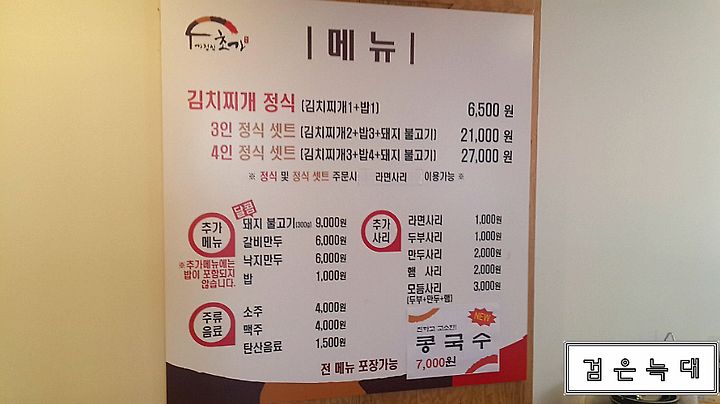 초가
| 메 뉴 |
김치찌개 정식 (김치찌개1+밥1) 6,500 원
3인 정식 셋트 (김치찌개2+밥3+돼지 불고기) 21,000 원
4인 정식 셋트 (김치찌개3+밥4+돼지 불고기) 27,000 원
※ 정식 및 정식 셋트 주문시 라면사리 이용가능 ※
추가
메뉴
※추가메뉴에는
밥이 포함되지
않습니다.
달콤
돼지 불고기(300g) 9,000원
갈비만두 6,000원
낙지만두 6,000원
밥 1,000원
추가
사리
라면사리 1,000원
두부사리 1,000원
만두사리 2,000원
햄 사리 2,000원
모듬사리 3,000원
(두부+만두+햄)
주류
음료
소주 4,000원
맥주 4,000원
탄산음료 1,500원
NEW
진하고 고소한!
콩국수
7,000원
전 메뉴 포장가능
검은늑대